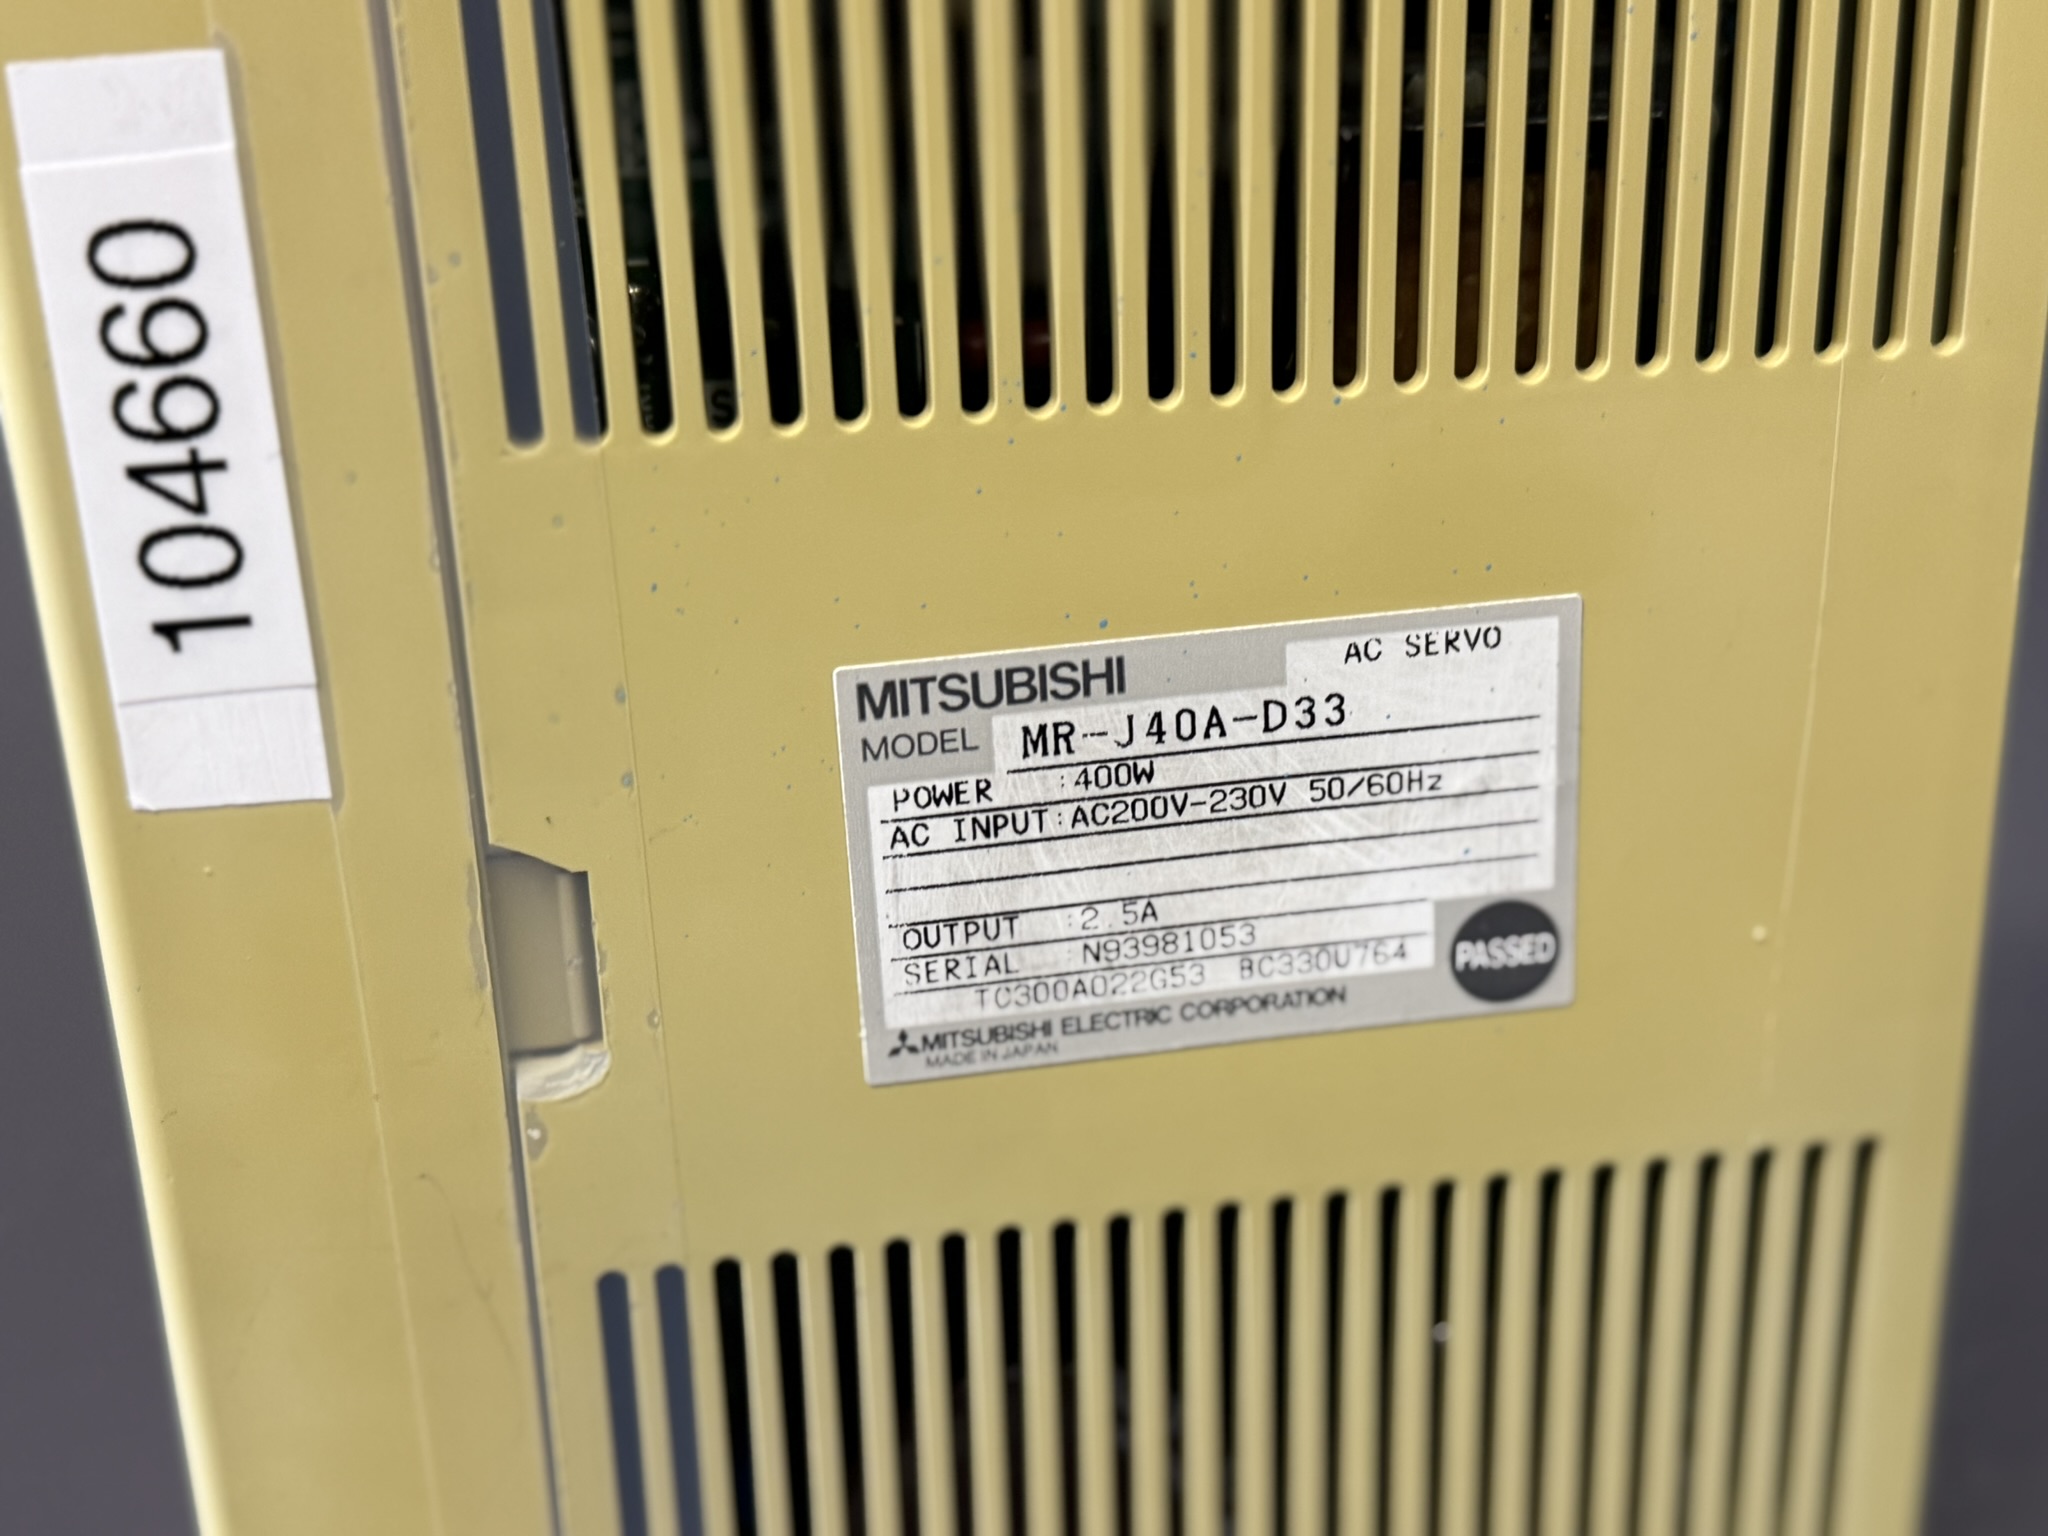 104660
MITSUBISHI
AC SERVO
MODEL MR-J40A-D33
POWER :400W
AC INPUT:AC200V-230V 50/60Hz
OUTPUT :2.5A
SERIAL :N93981053
TC300A022G53 BC330U764
PASSED
MITSUBISHI ELECTRIC CORPORATION
MADE IN JAPAN